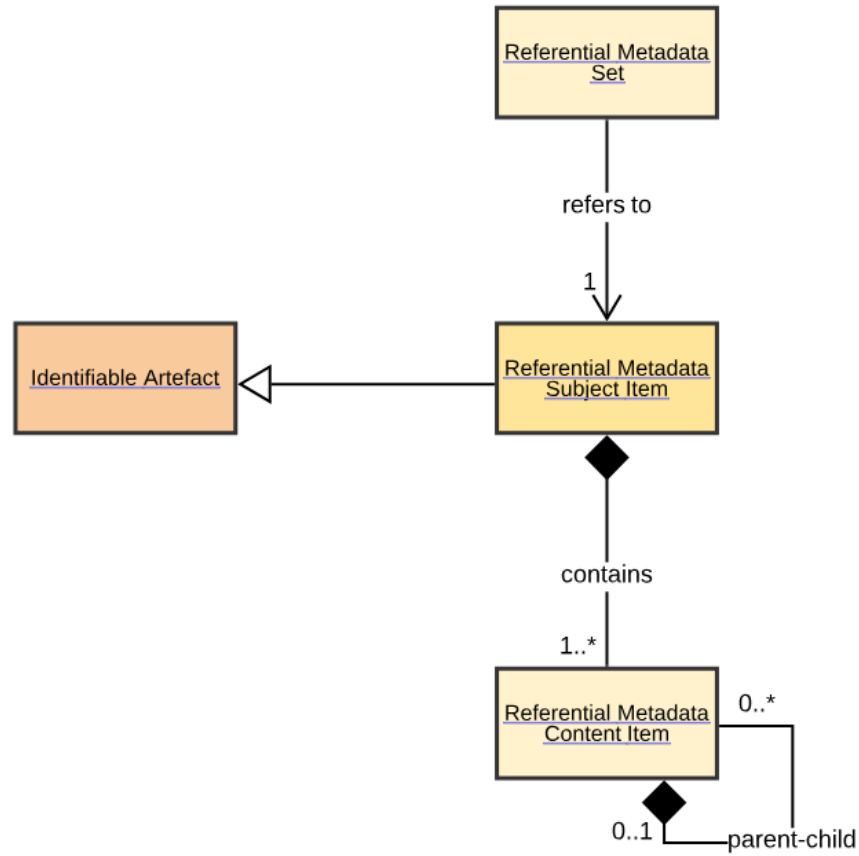 Referential Metadata
Set
refers to
1
Identifiable Artefact
Referential Metadata
Subject Item
contains
1..*
Referential Metadata
Content Item
0..*
0..1
parent-child